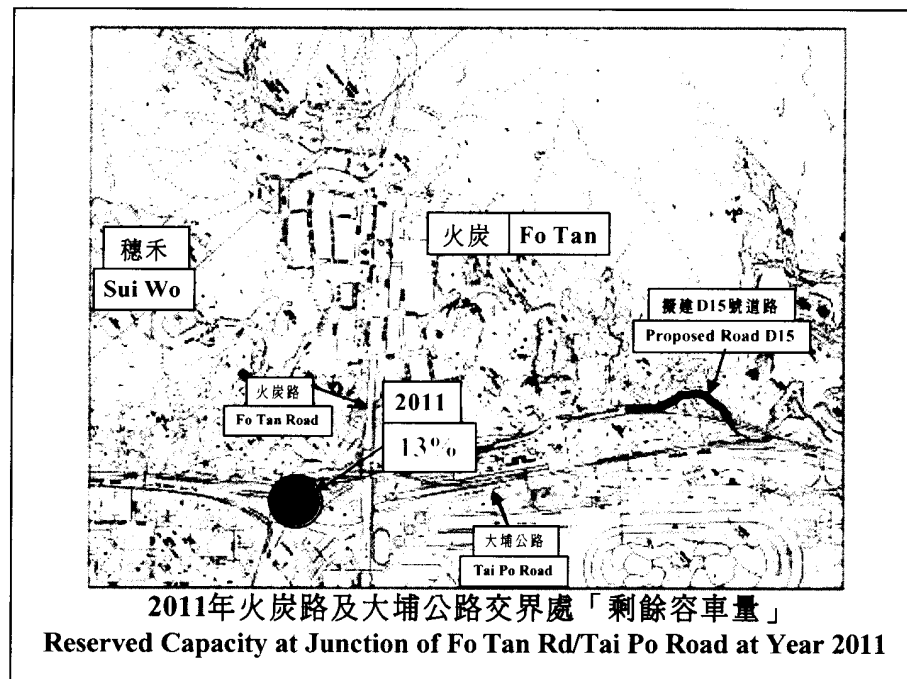 火炭 Fo Tan
穗禾
Sui Wo
擬建D15號道路
Proposed Road D15
火炭路
Fo Tan Road
2011
13%
大埔公路
Tai Po Road
2011年火炭路及大埔公路交界處「剩餘容車量」
Reserved Capacity at Junction of Fo Tan Rd/Tai Po Road at Year 2011